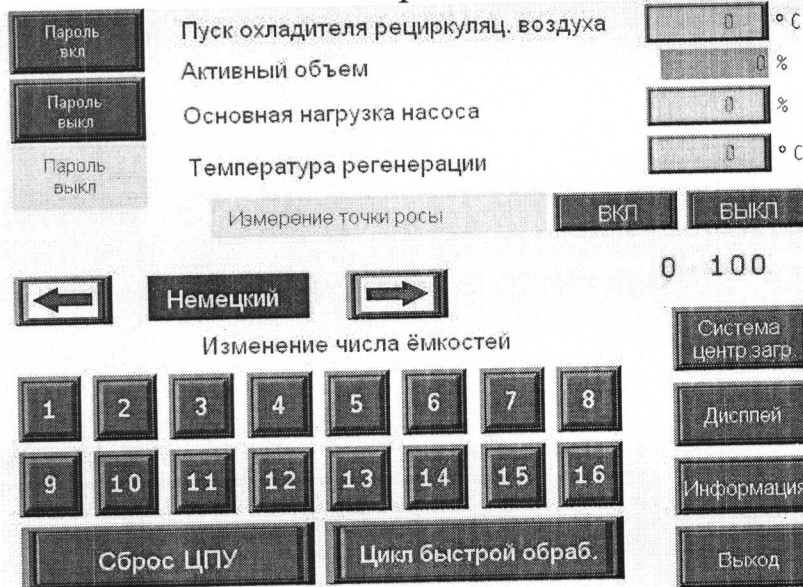 Пароль
вкл
Пуск охладителя рециркуляц. воздуха
0 ° C
Активный объем
0 %
Пароль
выкл
Основная нагрузка насоса
0 %
Пароль
выкл
Температура регенерации
0 ° C
Измерение точки росы
ВКЛ
ВЫКЛ
0 100
Немецкий
Изменение числа ёмкостей
Система
центр загр.
1 2 3 4 5 6 7 8
Дисплей
9 10 11 12 13 14 15 16
Информация
Сброс ЦПУ
Цикл быстрой обраб.
Выход